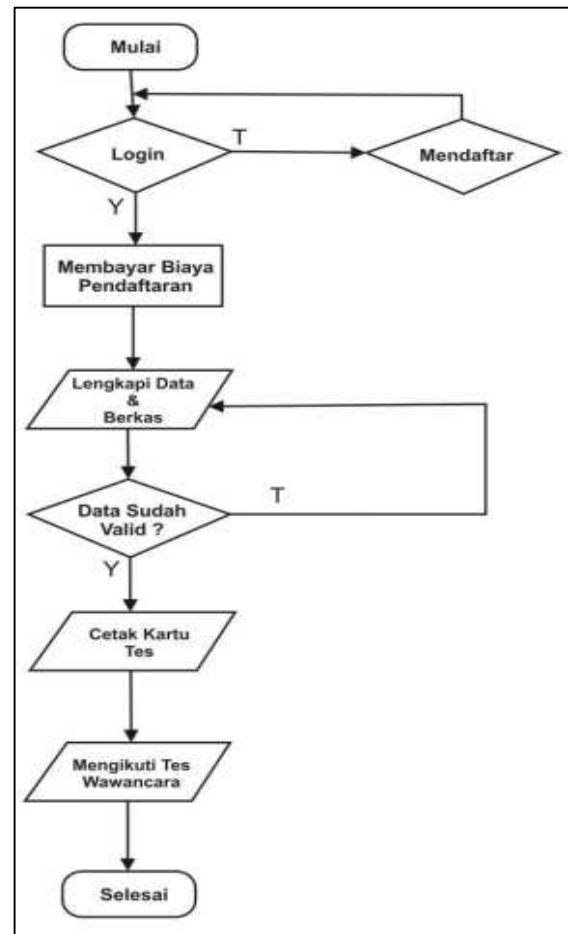 Mulai
Login
T
Mendaftar
Y
Membayar Biaya
Pendaftaran
Lengkapi Data
&
Berkas
Data Sudah
Valid ?
T
Y
Cetak Kartu
Tes
Mengikuti Tes
Wawancara
Selesai